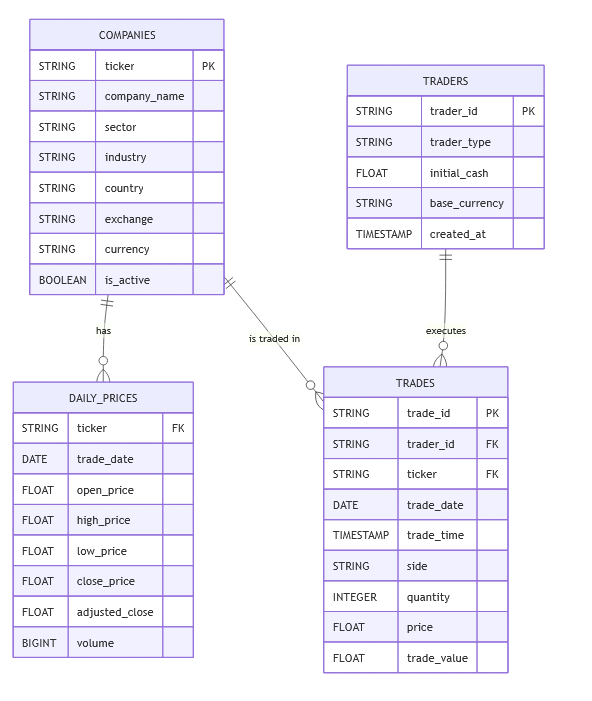 COMPANIES
STRING ticker PK
STRING company_name
STRING sector
STRING industry
STRING country
STRING exchange
STRING currency
BOOLEAN is_active
TRADERS
STRING trader_id PK
STRING trader_type
FLOAT initial_cash
STRING base_currency
TIMESTAMP created_at
has
is traded in
executes
DAILY_PRICES
STRING ticker FK
DATE trade_date
FLOAT open_price
FLOAT high_price
FLOAT low_price
FLOAT close_price
FLOAT adjusted_close
BIGINT volume
TRADES
STRING trade_id PK
STRING trader_id FK
STRING ticker FK
DATE trade_date
TIMESTAMP trade_time
STRING side
INTEGER quantity
FLOAT price
FLOAT trade_value